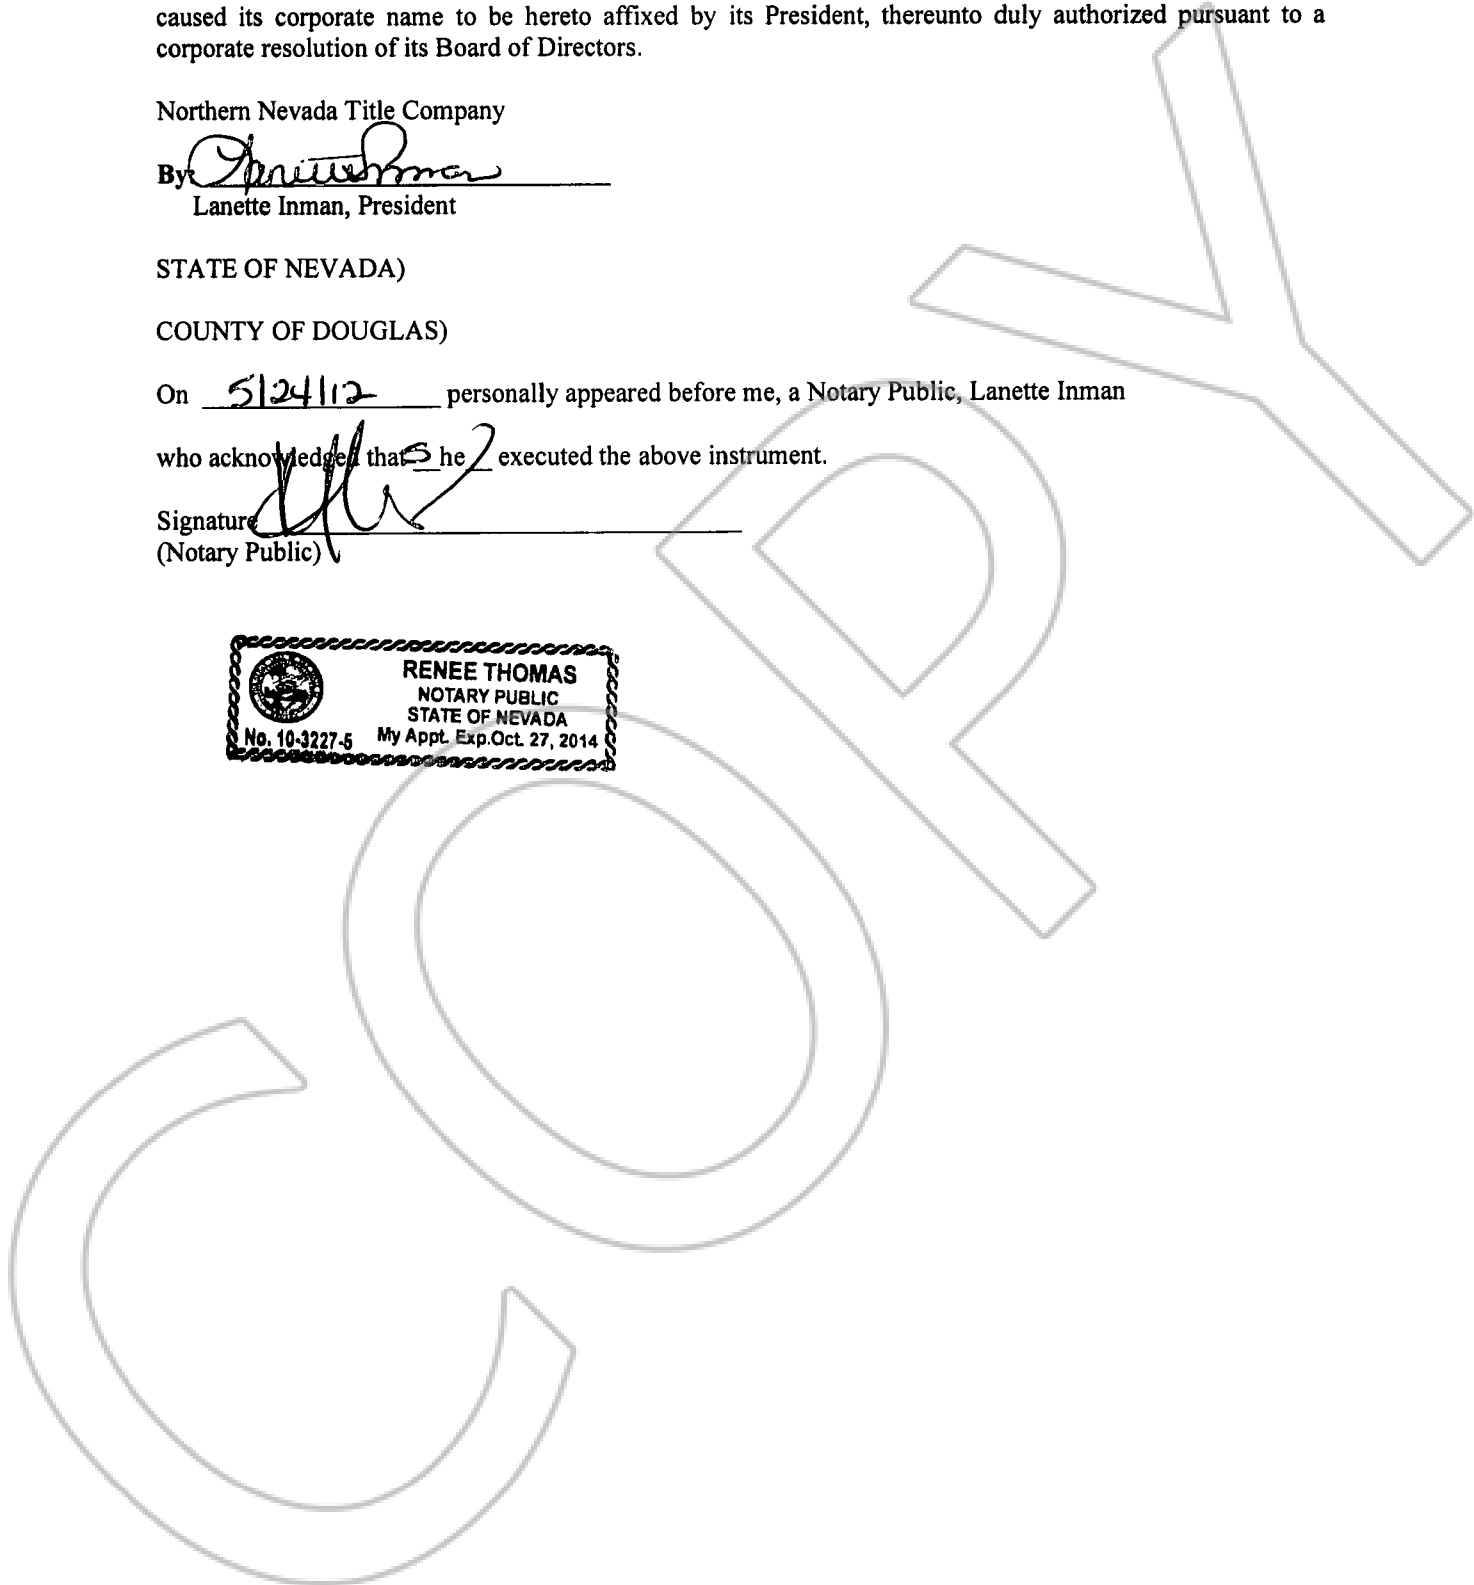 caused its corporate name to be hereto affixed by its President, thereunto duly authorized pursuant to a
corporate resolution of its Board of Directors.
Northern Nevada Title Company
By: Lanette Inman
Lanette Inman, President
STATE OF NEVADA)
COUNTY OF DOUGLAS)
On 5/24/12 personally appeared before me, a Notary Public, Lanette Inman
who acknowledged that s he executed the above instrument.
Signature
(Notary Public)
RENEE THOMAS
NOTARY PUBLIC
STATE OF NEVADA
No. 10-3227-5 My Appt. Exp. Oct. 27, 2014
COPY